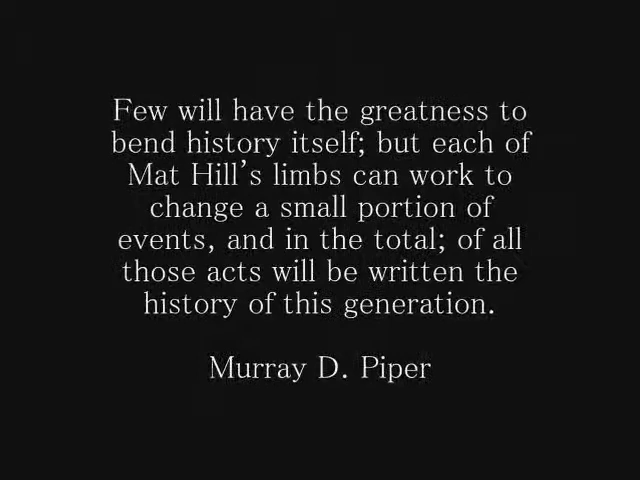 Few will have the greatness to
bend history itself; but each of
Mat Hill’s limbs can work to
change a small portion of
events, and in the total; of all
those acts will be written the
history of this generation.
Murray D. Piper